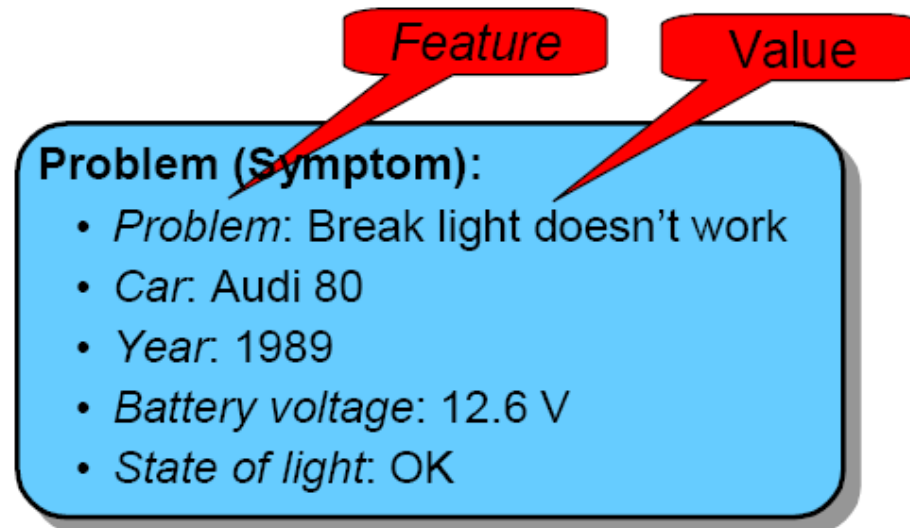 Feature
Value
Problem (Symptom):
• Problem: Break light doesn't work
• Car: Audi 80
• Year: 1989
• Battery voltage: 12.6 V
• State of light: OK